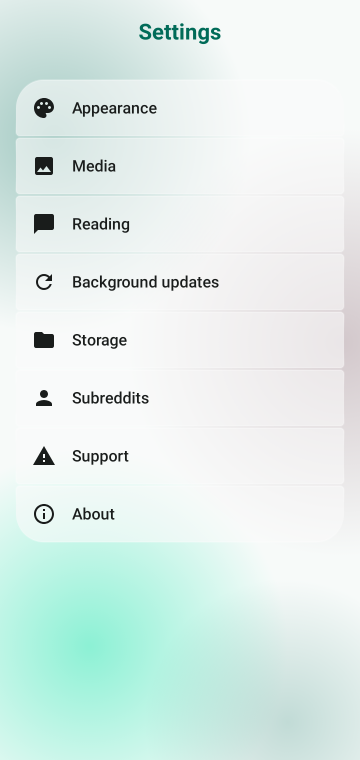 Settings
Appearance
Media
Reading
Background updates
Storage
Subreddits
Support
About